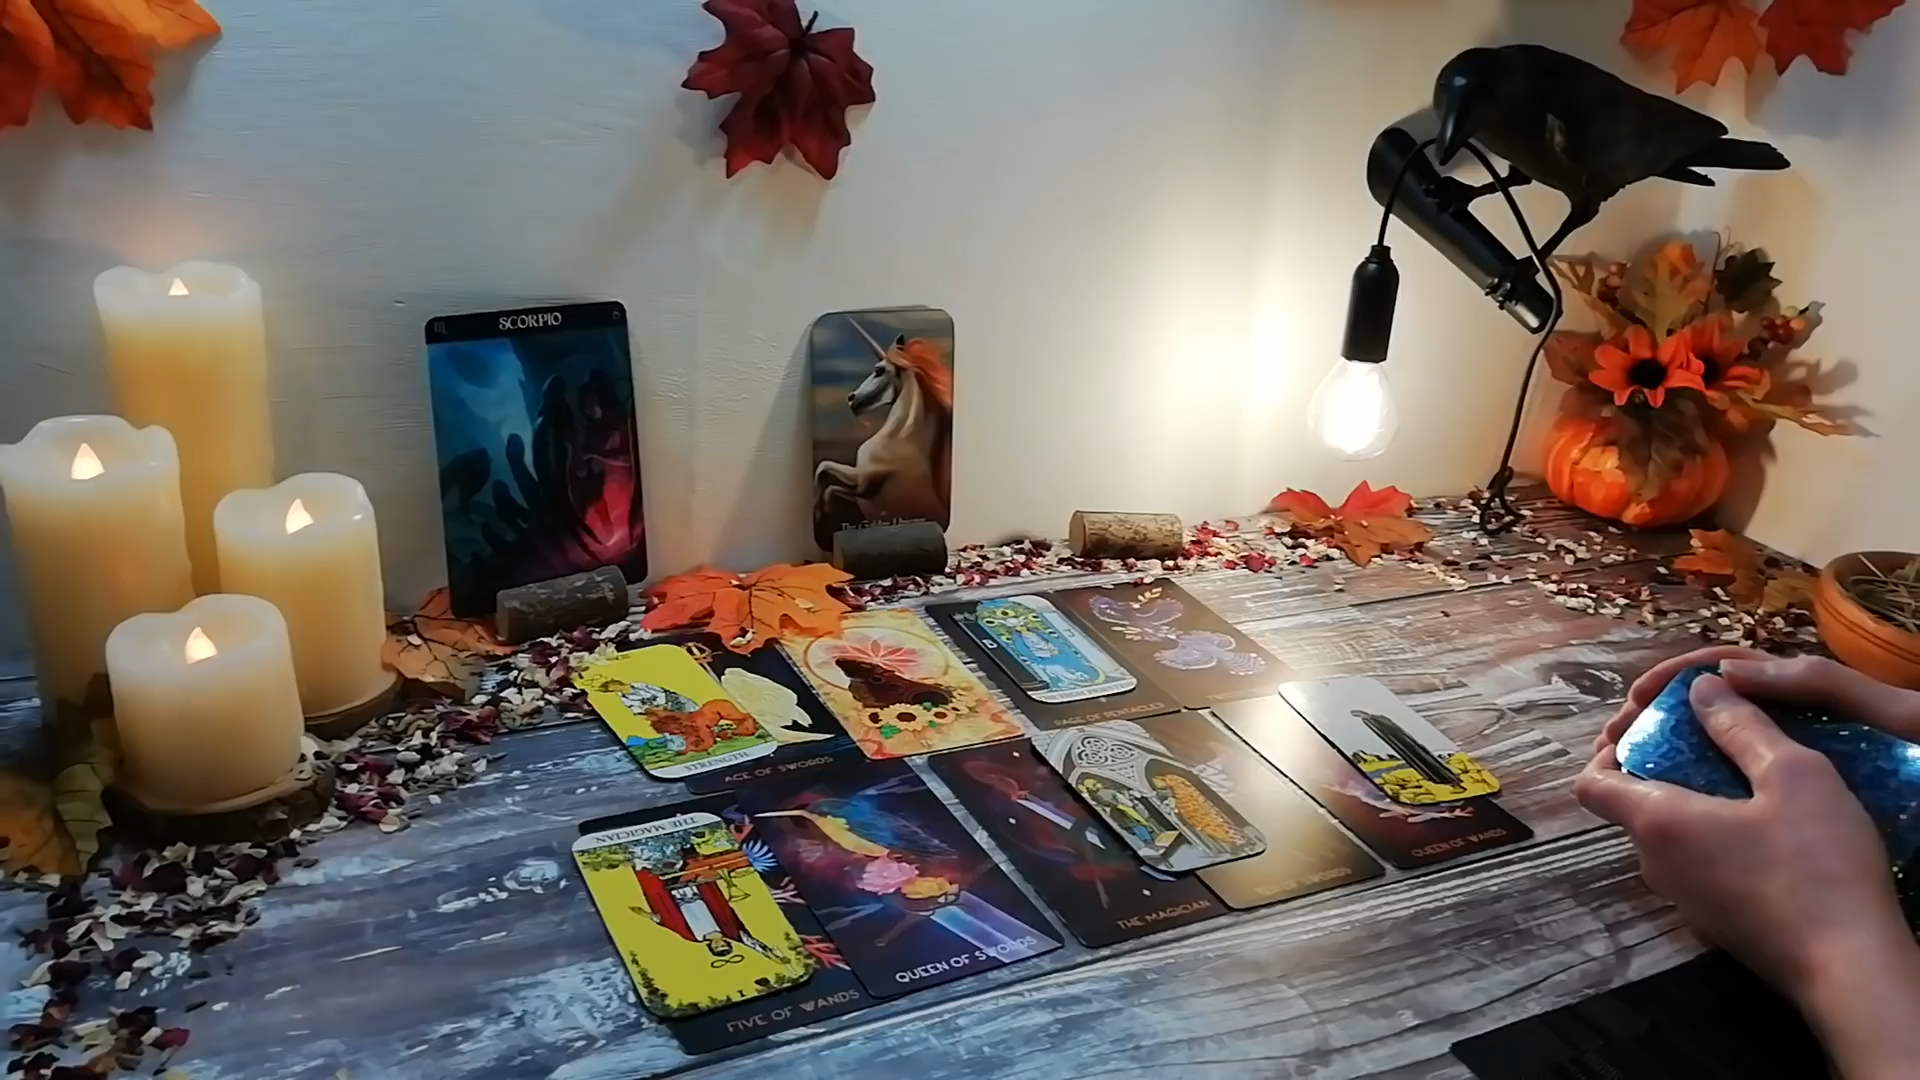 SCORPIO
ACE OF SWORDS
PAGE OF PENTACLES
THE MAGICIAN
QUEEN OF SWORDS
FIVE OF WANDS
THE MAGICIAN
QUEEN OF WANDS